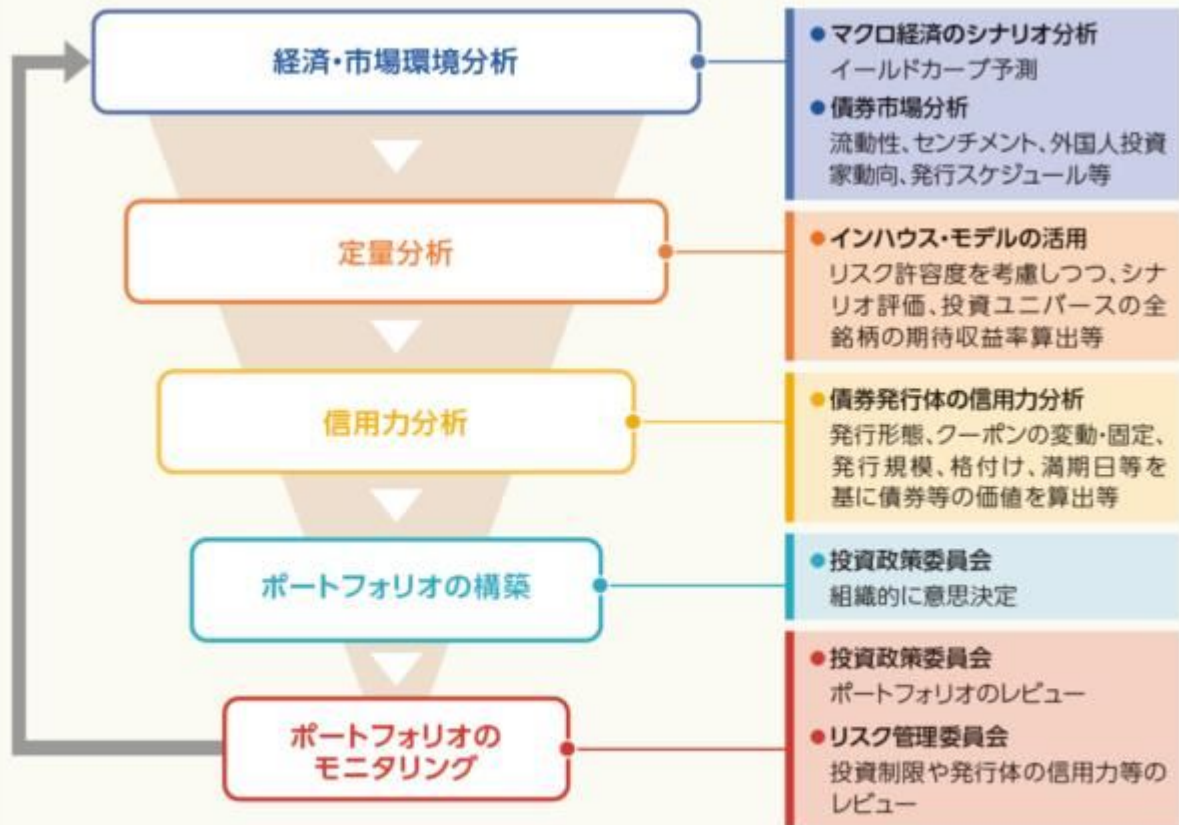 経済・市場環境分析
●マクロ経済のシナリオ分析
イールドカーブ予測
●債券市場分析
流動性、センチメント、外国人投資
家動向、発行スケジュール等
定量分析
●インハウス・モデルの活用
リスク許容度を考慮しつつ、シナ
リオ評価、投資ユニバースの全
銘柄の期待収益率算出等
信用力分析
●債券発行体の信用力分析
発行形態、クーポンの変動・固定、
発行規模、格付け、満期日等を
基に債券等の価値を算出等
ポートフォリオの構築
●投資政策委員会
組織的に意思決定
ポートフォリオの
モニタリング
●投資政策委員会
ポートフォリオのレビュー
●リスク管理委員会
投資制限や発行体の信用力等の
レビュー